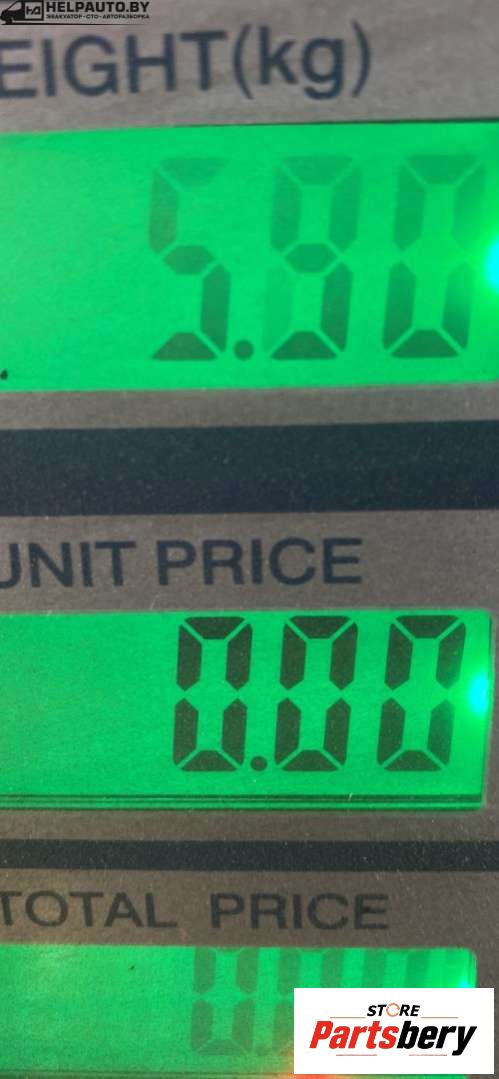 HELPAUTO.BY
ЭВАКУАТОР-СТО-АВТОРАЗБОРКА
EIGHT(kg)
5.80
UNIT PRICE
0.00
TOTAL PRICE
STORE
Partsbery